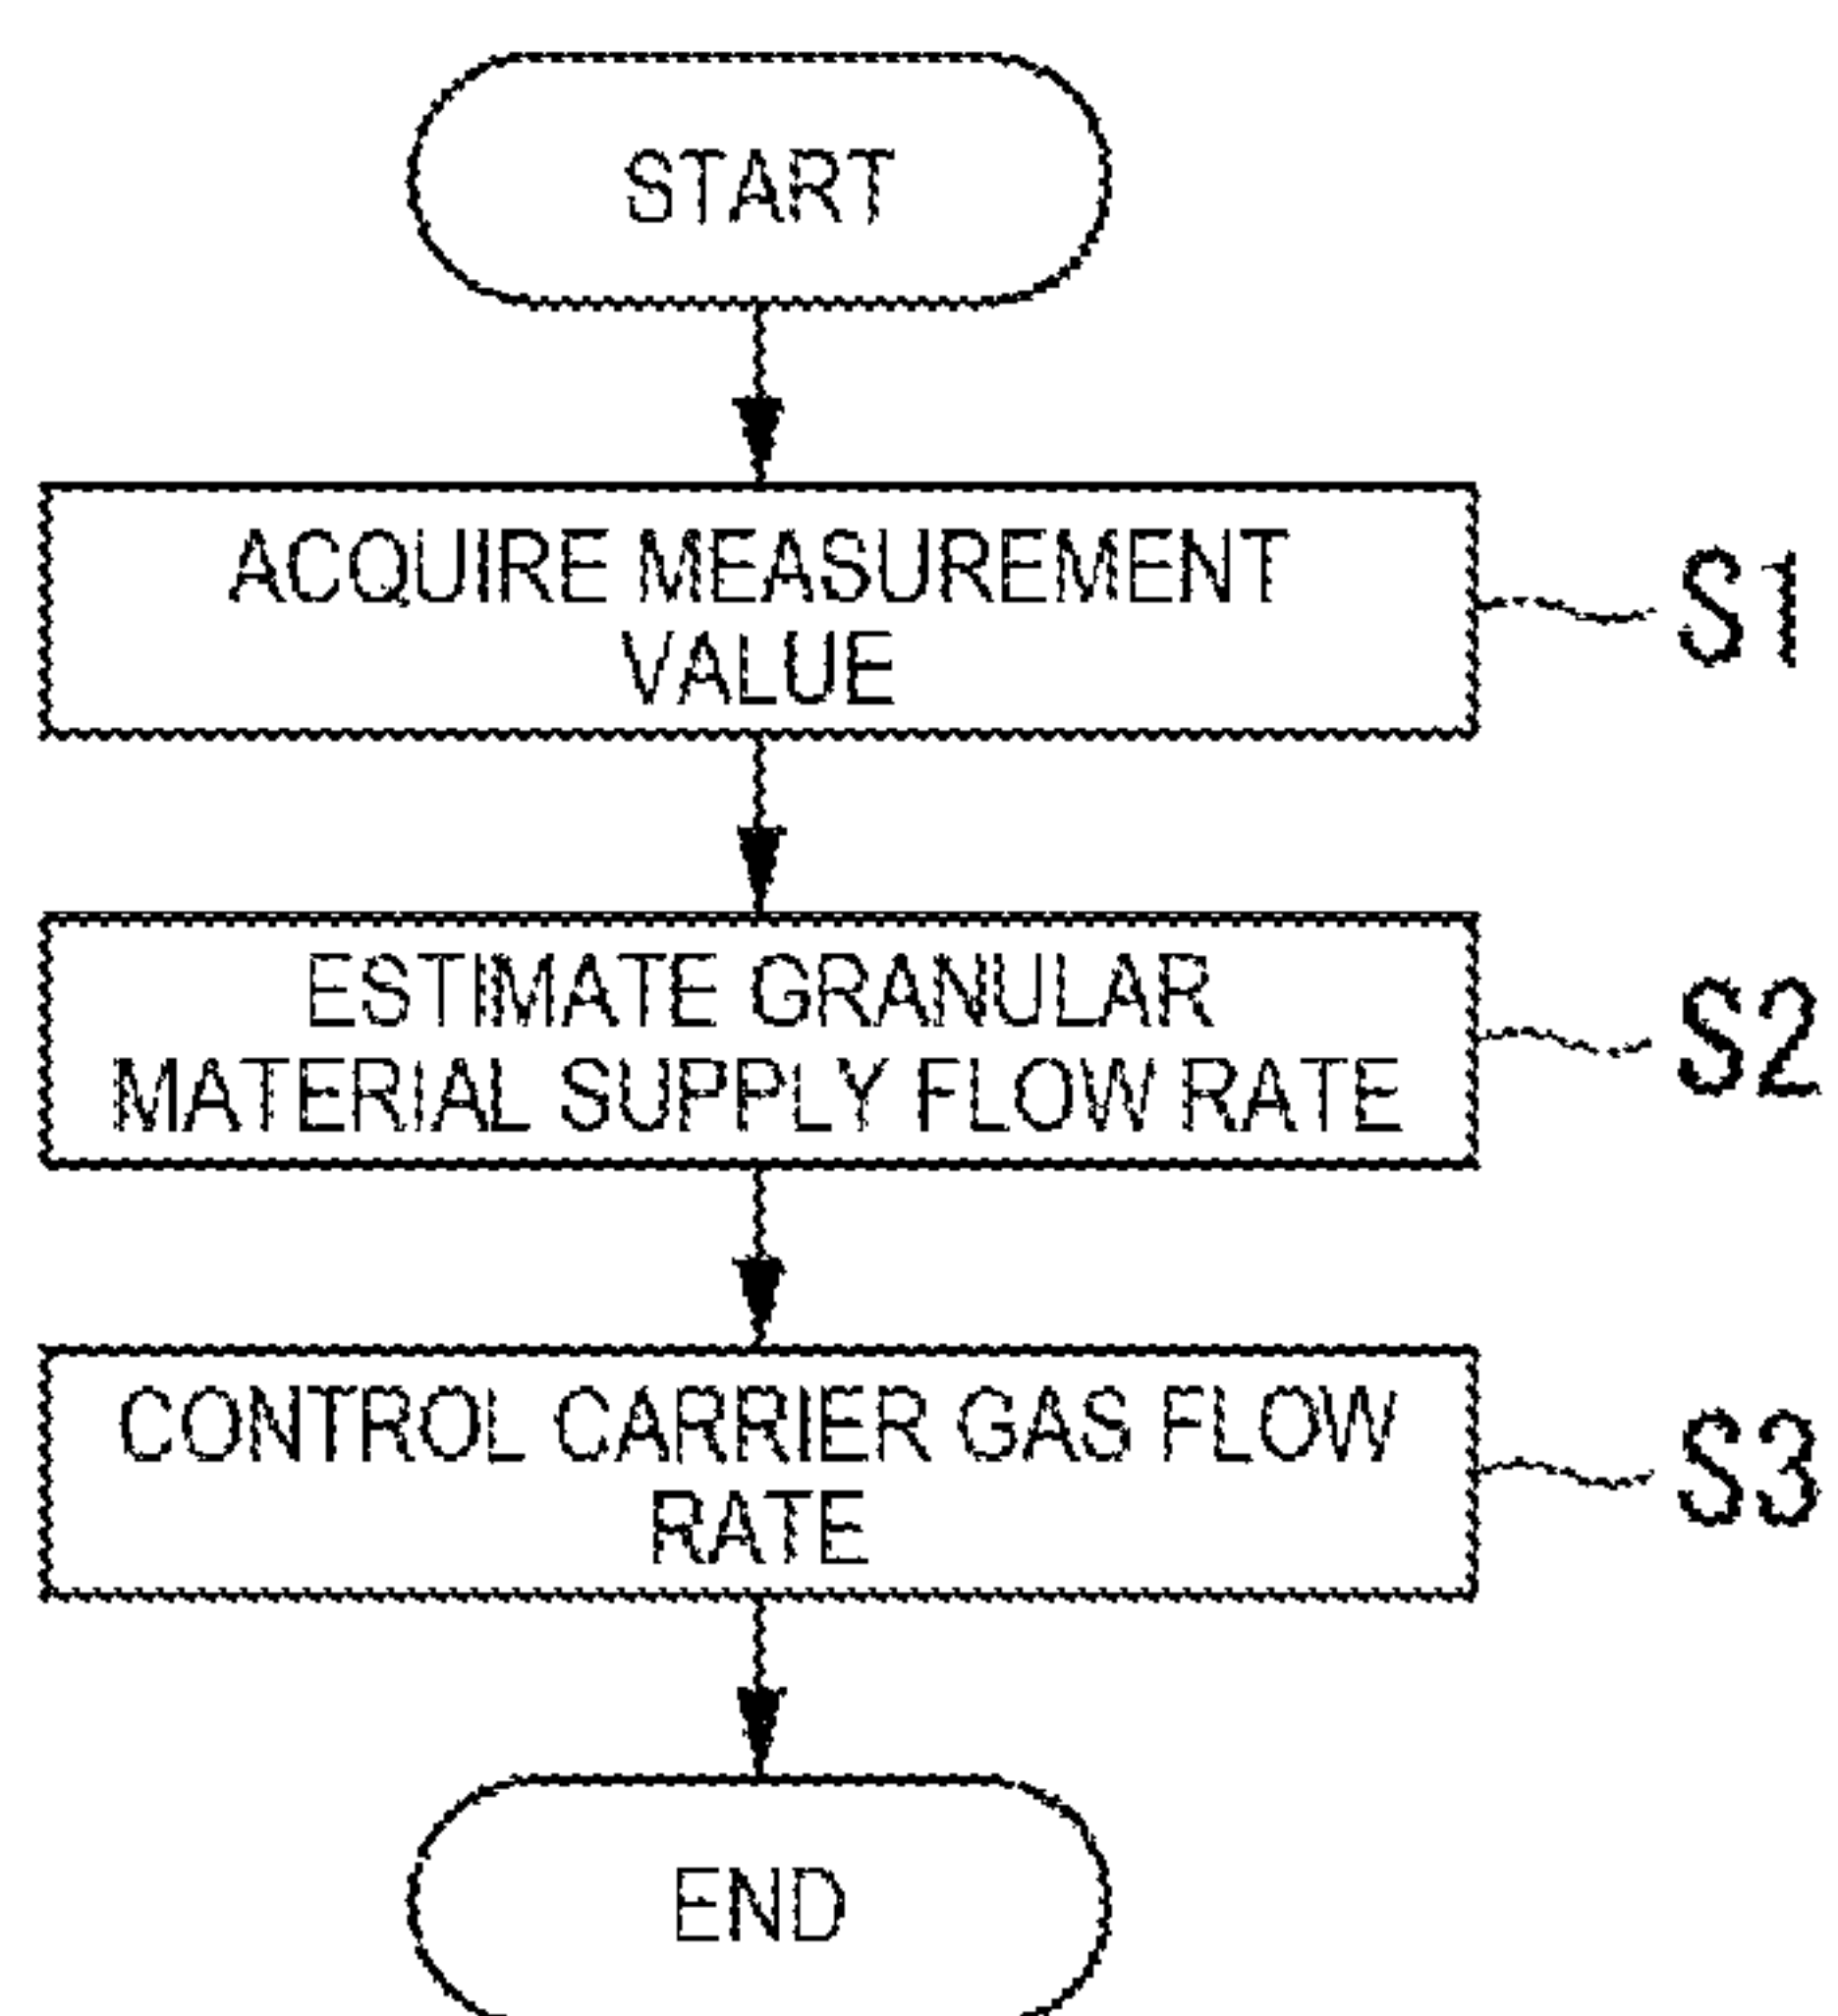 START
ACQUIRE MEASUREMENT
VALUE
S1
ESTIMATE GRANULAR
MATERIAL SUPPLY FLOW RATE
S2
CONTROL CARRIER GAS FLOW
RATE
S3
END